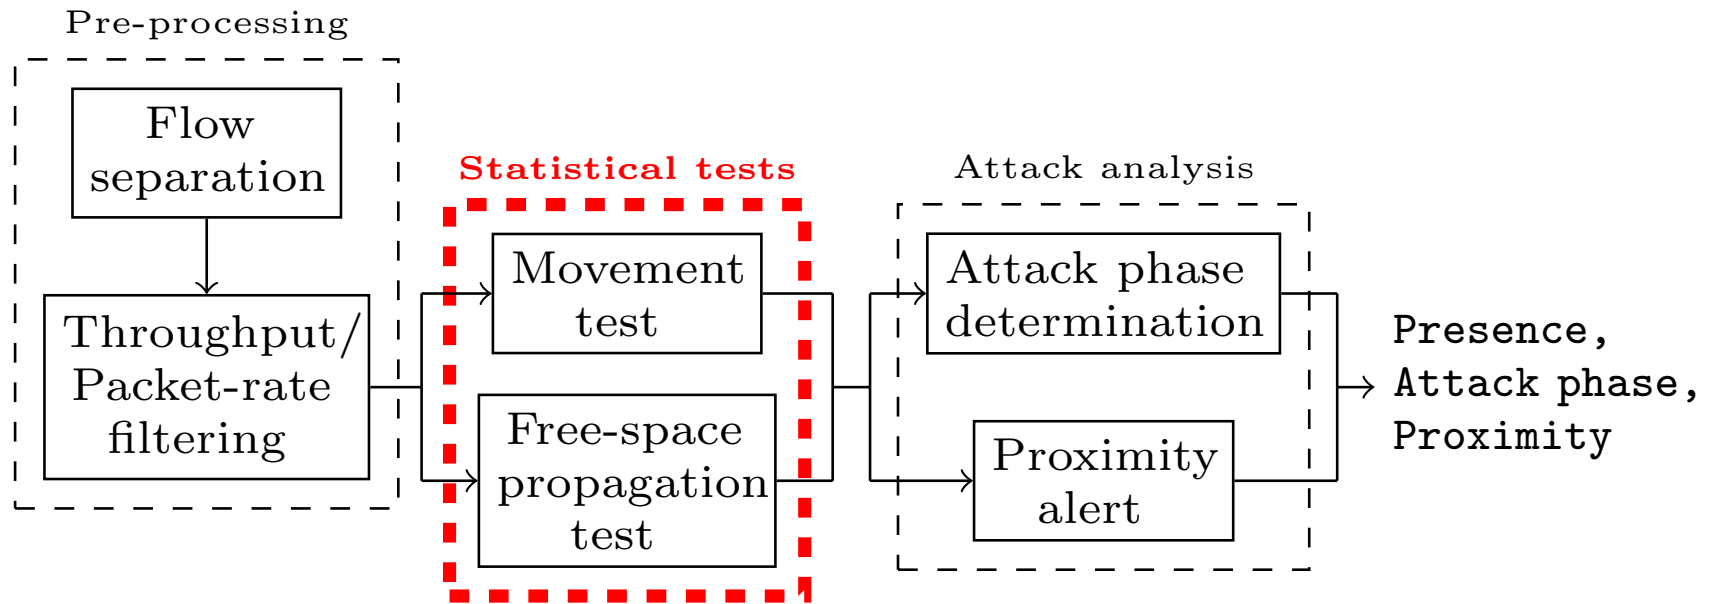 Pre-processing
Flow
separation
Throughput/
Packet-rate
filtering
Statistical tests
Movement
test
Free-space
propagation
test
Attack analysis
Attack phase
determination
Proximity
alert
Presence,
Attack phase,
Proximity